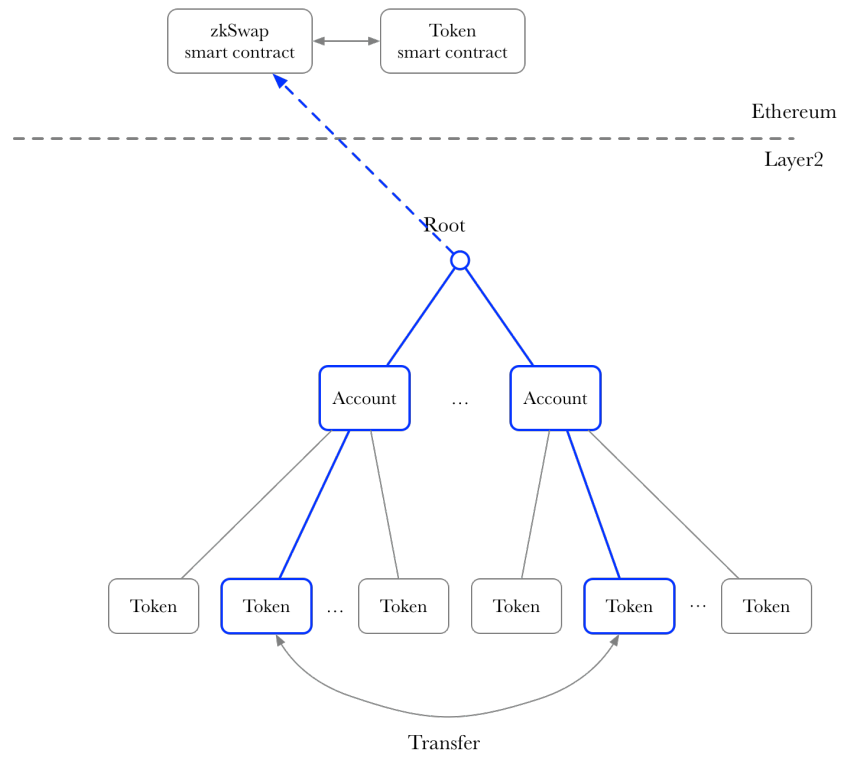 zkSwap
smart contract
Token
smart contract
Ethereum
Layer2
Root
Account
...
Account
Token
Token
...
Token
Token
Token
...
Token
Transfer